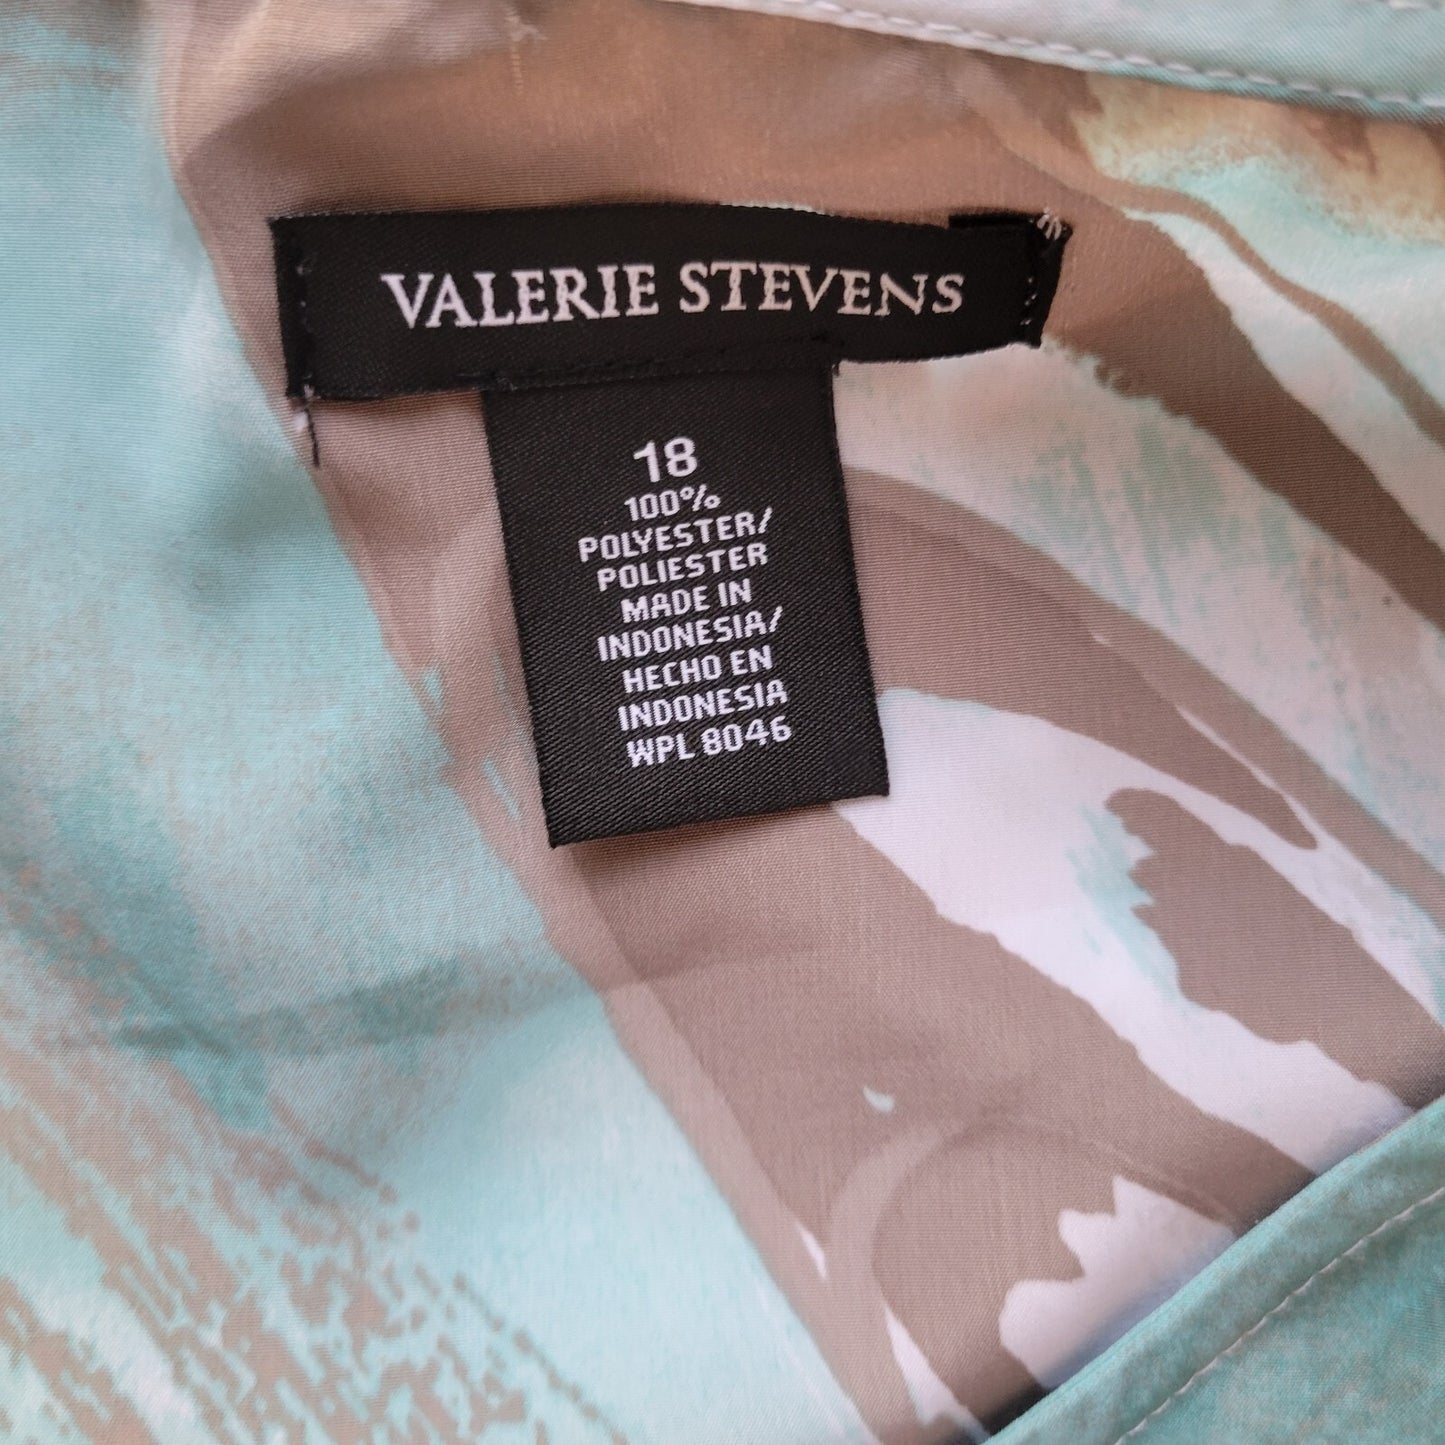 VALERIE STEVENS
18
100%
POLYESTER/
POLIESTER
MADE IN
INDONESIA/
HECHO EN
INDONESIA
WPL 8046